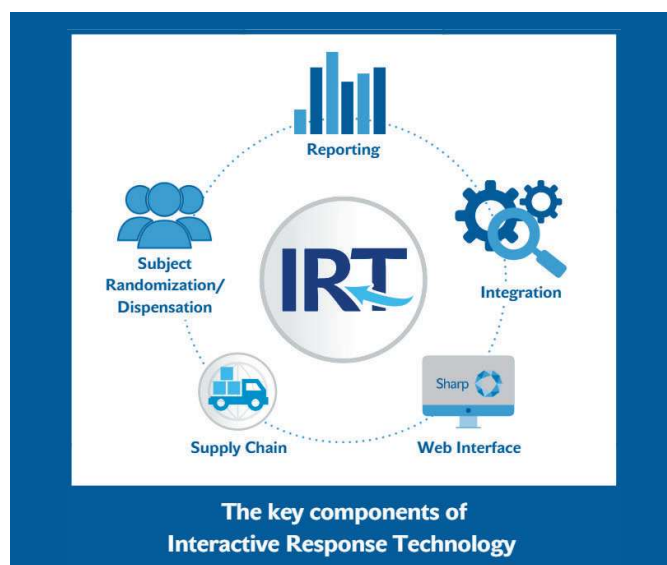 Reporting
Subject
Randomization/
Dispensation
IRT
Integration
Sharp
Supply Chain
Web Interface
The key components of
Interactive Response Technology